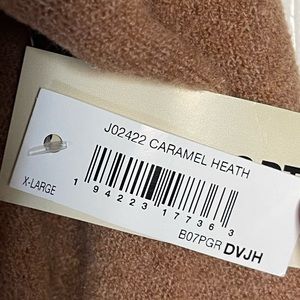 J02422 CARAMEL HEATH
X-LARGE
1 94223 17736 3
B07PGR DVJH